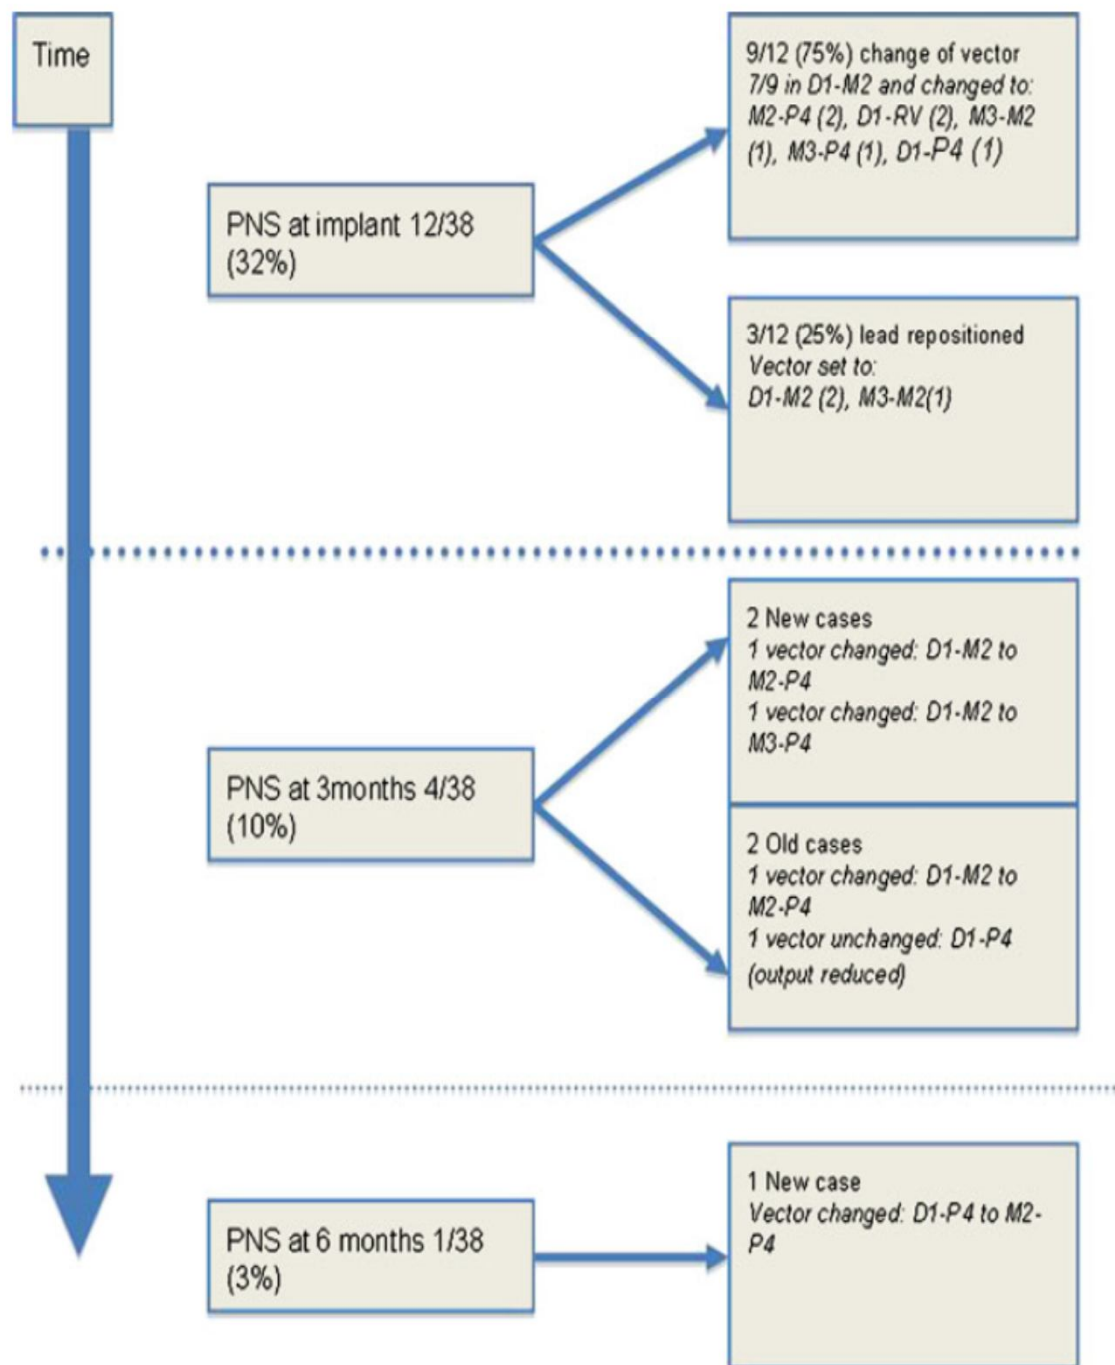 Time
PNS at implant 12/38
(32%)
9/12 (75%) change of vector
7/9 in D1-M2 and changed to:
M2-P4 (2), D1-RV (2), M3-M2
(1), M3-P4 (1), D1-P4 (1)
3/12 (25%) lead repositioned
Vector set to:
D1-M2 (2), M3-M2(1)
PNS at 3months 4/38
(10%)
2 New cases
1 vector changed: D1-M2 to
M2-P4
1 vector changed: D1-M2 to
M3-P4
2 Old cases
1 vector changed: D1-M2 to
M2-P4
1 vector unchanged: D1-P4
(output reduced)
PNS at 6 months 1/38
(3%)
1 New case
Vector changed: D1-P4 to M2-
P4